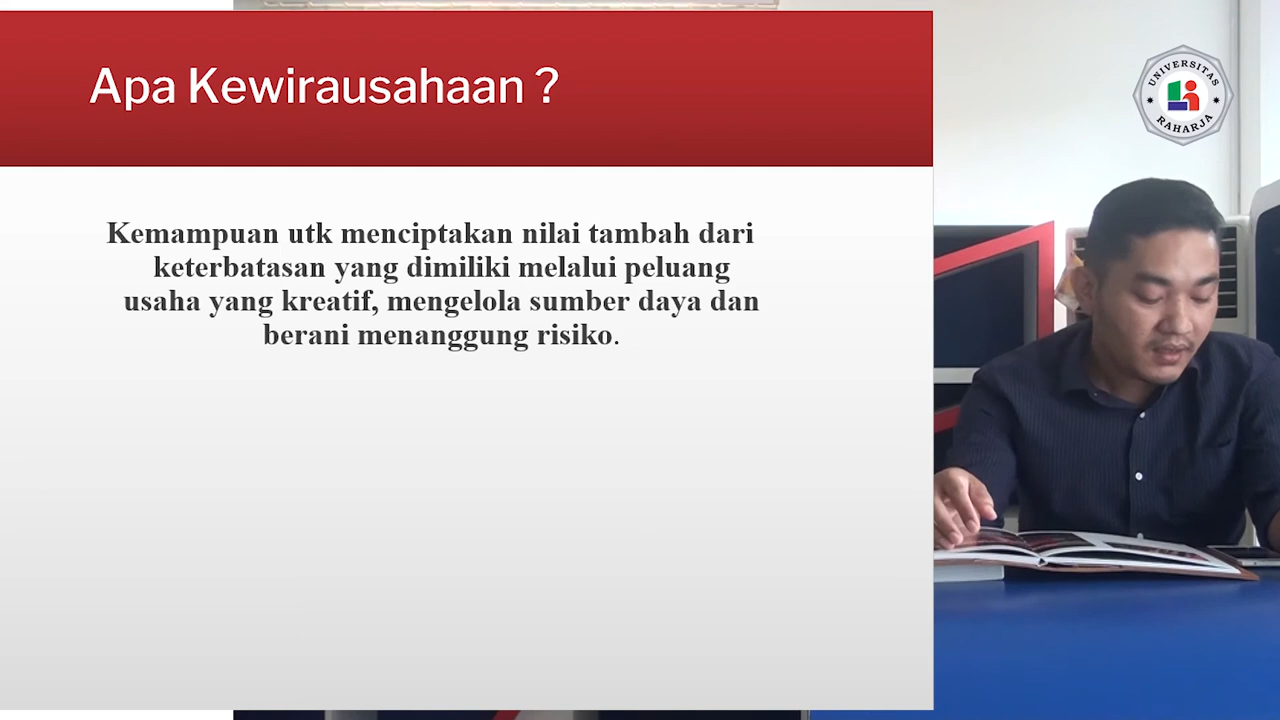 Apa Kewirausahaan ?
UNIVERSITAS
RAHARJA
Kemampuan utk menciptakan nilai tambah dari
keterbatasan yang dimiliki melalui peluang
usaha yang kreatif, mengelola sumber daya dan
berani menanggung risiko.